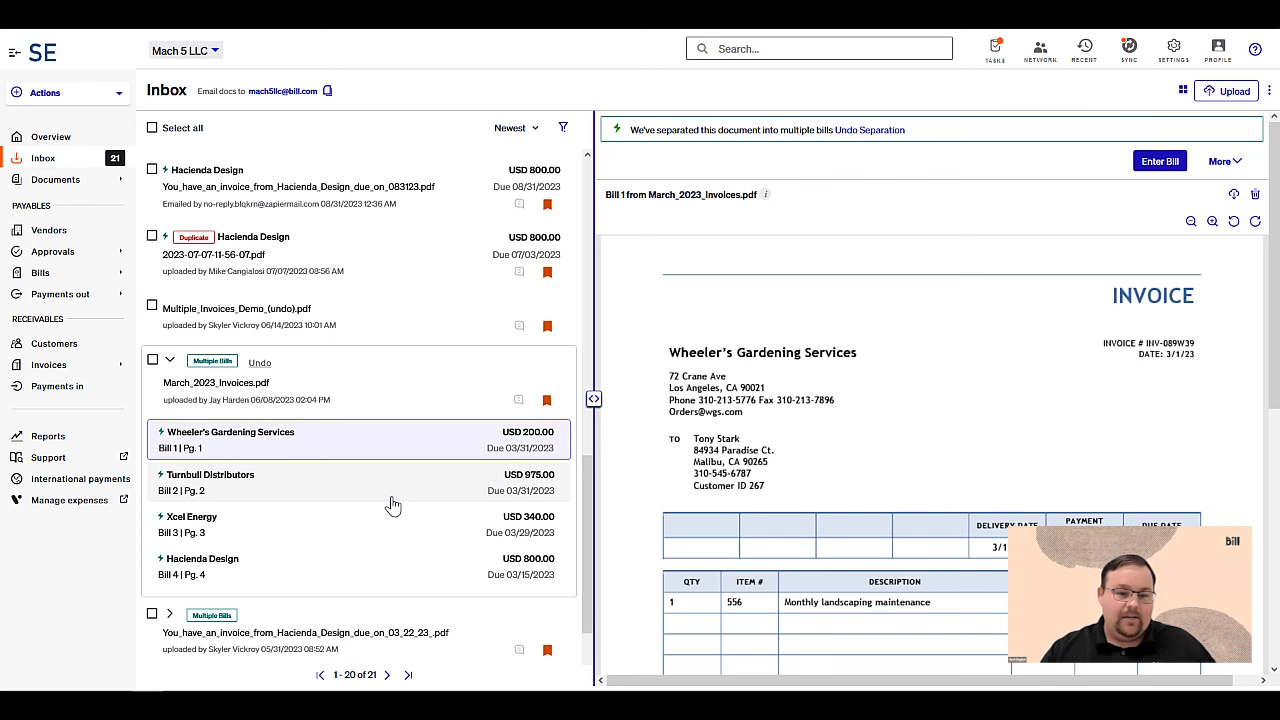 SE
Mach 5 LLC
Search...
TASKS
NETWORK
RECENT
SYNC
SETTINGS
PROFILE
Actions
Inbox
Email docs to mach5llc@bill.com
Upload
Overview
Inbox 21
Documents
PAYABLES
Vendors
Approvals
Bills
Payments out
RECEIVABLES
Customers
Invoices
Payments in
Reports
Support
International payments
Manage expenses
Select all
Newest
Hacienda Design USD 800.00
You_have_an_invoice_from_Hacienda_Design_due_on_083123.pdf Due 08/31/2023
Emailed by no-reply.blqkrn@zapiermail.com 08/31/2023 12:36 AM
Duplicate Hacienda Design USD 800.00
2023-07-07-11-56-07.pdf Due 07/03/2023
uploaded by Mike Cangialosi 07/07/2023 08:56 AM
Multiple_Invoices_Demo_(undo).pdf
uploaded by Skyler Vickroy 06/14/2023 10:01 AM
Multiple Bills Undo
March_2023_Invoices.pdf
uploaded by Jay Harden 06/08/2023 02:04 PM
Wheeler's Gardening Services USD 200.00
Bill 1 | Pg. 1 Due 03/31/2023
Turnbull Distributors USD 975.00
Bill 2 | Pg. 2 Due 03/31/2023
Xcel Energy USD 340.00
Bill 3 | Pg. 3 Due 03/29/2023
Hacienda Design USD 800.00
Bill 4 | Pg. 4 Due 03/15/2023
Multiple Bills
You_have_an_invoice_from_Hacienda_Design_due_on_03_22_23_.pdf
uploaded by Skyler Vickroy 05/31/2023 08:52 AM
1 - 20 of 21
We've separated this document into multiple bills Undo Separation
Enter Bill More
Bill 1 from March_2023_Invoices.pdf
INVOICE
INVOICE # INV-089W39
DATE: 3/1/23
Wheeler's Gardening Services
72 Crane Ave
Los Angeles, CA 90021
Phone 310-213-5776 Fax 310-213-7896
Orders@wgs.com
TO Tony Stark
84934 Paradise Ct.
Malibu, CA 90265
310-545-6787
Customer ID 267
DELIVERY DATE PAYMENT DUE DATE
3/1
QTY ITEM # DESCRIPTION
1 556 Monthly landscaping maintenance
bill